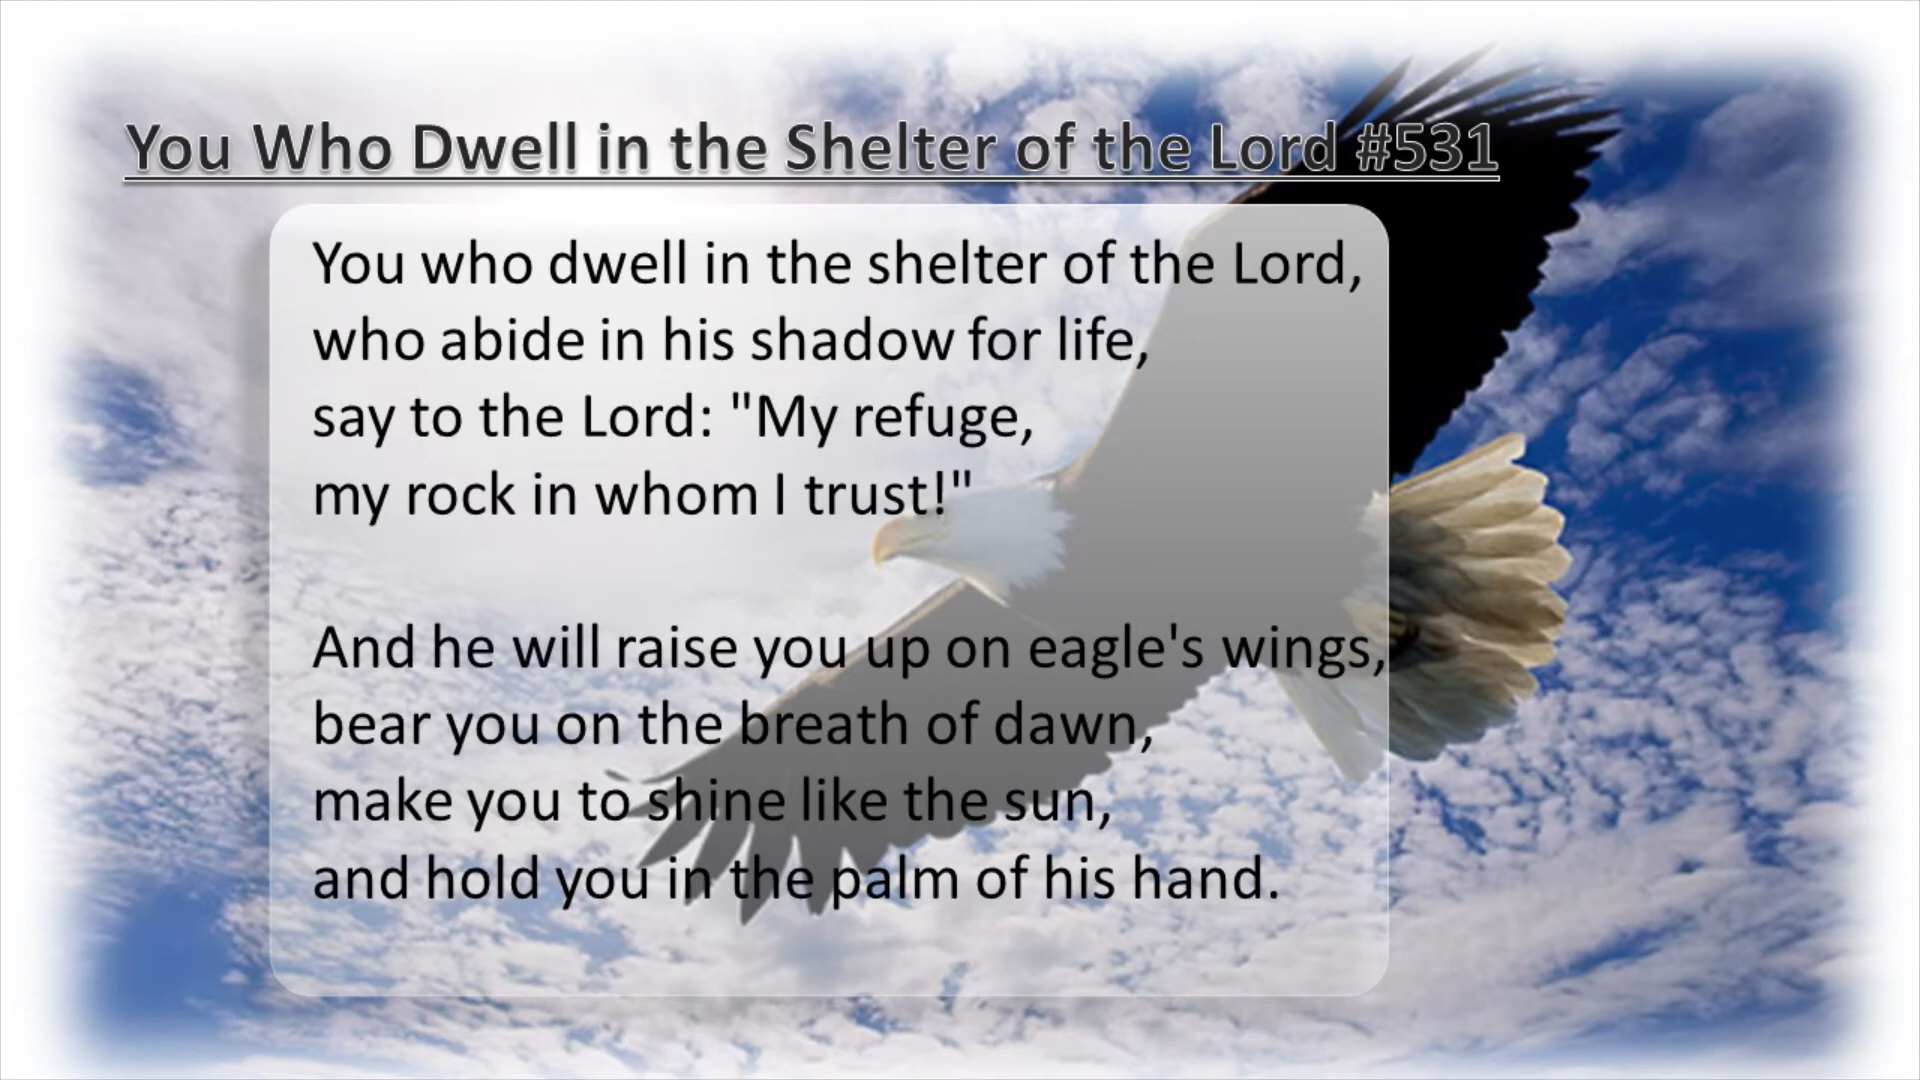 You Who Dwell in the Shelter of the Lord #531
You who dwell in the shelter of the Lord,
who abide in his shadow for life,
say to the Lord: "My refuge,
my rock in whom I trust!"
And he will raise you up on eagle's wings,
bear you on the breath of dawn,
make you to shine like the sun,
and hold you in the palm of his hand.